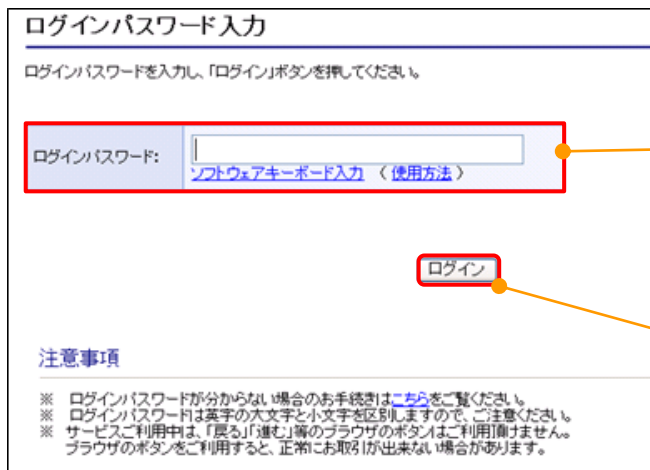 ログインパスワード入力
ログインパスワードを入力し、「ログイン」ボタンを押してください。
ログインパスワード:
ソフトウェアキーボード入力 （ 使用方法 ）
ログイン
注意事項
※ ログインパスワードが分からない場合のお手続きはこちらをご覧ください。
※ ログインパスワードは英字の大文字と小文字を区別しますので、ご注意ください。
※ サービスご利用中は、「戻る」「進む」等のブラウザのボタンはご利用頂けません。
ブラウザのボタンをご利用すると、正常にお取引が出来ない場合があります。